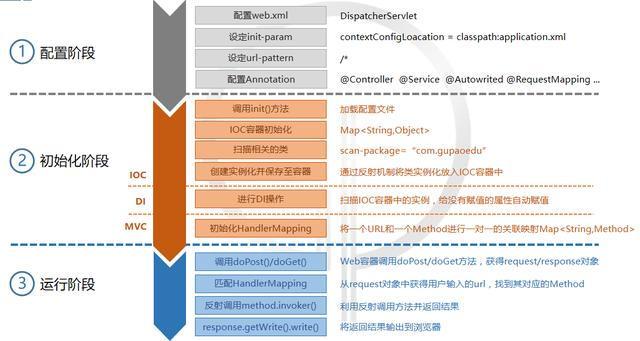 配置web.xml DispatcherServlet
设定init-param contextConfigLoacation = classpath:application.xml
① 配置阶段
设定url-pattern /*
配置Annotation @Controller @Service @Autwrited @RequestMapping ...
调用init()方法 加载配置文件
IOC容器初始化 Map<String,Object>
② 初始化阶段
扫描相关的类 scan-package="com.gupaoedu"
IOC
创建实例化并保存至容器 通过反射机制将类实例化放入IOC容器中
DI
进行DI操作 扫描IOC容器中的实例，给没有赋值的属性自动赋值
MVC
初始化HandlerMapping 将一个URL和一个Method进行一对一的关联映射Map<String,Method>
调用doPost()/doGet() Web容器调用doPost/doGet方法，获得request/response对象
③ 运行阶段
匹配HandlerMapping 从request对象中获得用户输入的url，找到其对应的Method
反射调用method.invoker() 利用反射调用方法并返回结果
response.getWrite().write() 将返回结果输出到浏览器